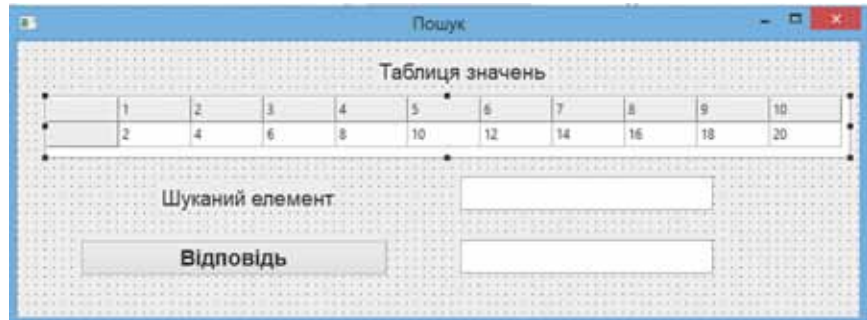 Пошук
Таблиця значень
1 2 3 4 5 6 7 8 9 10
2 4 6 8 10 12 14 16 18 20
Шуканий елемент
Відповідь